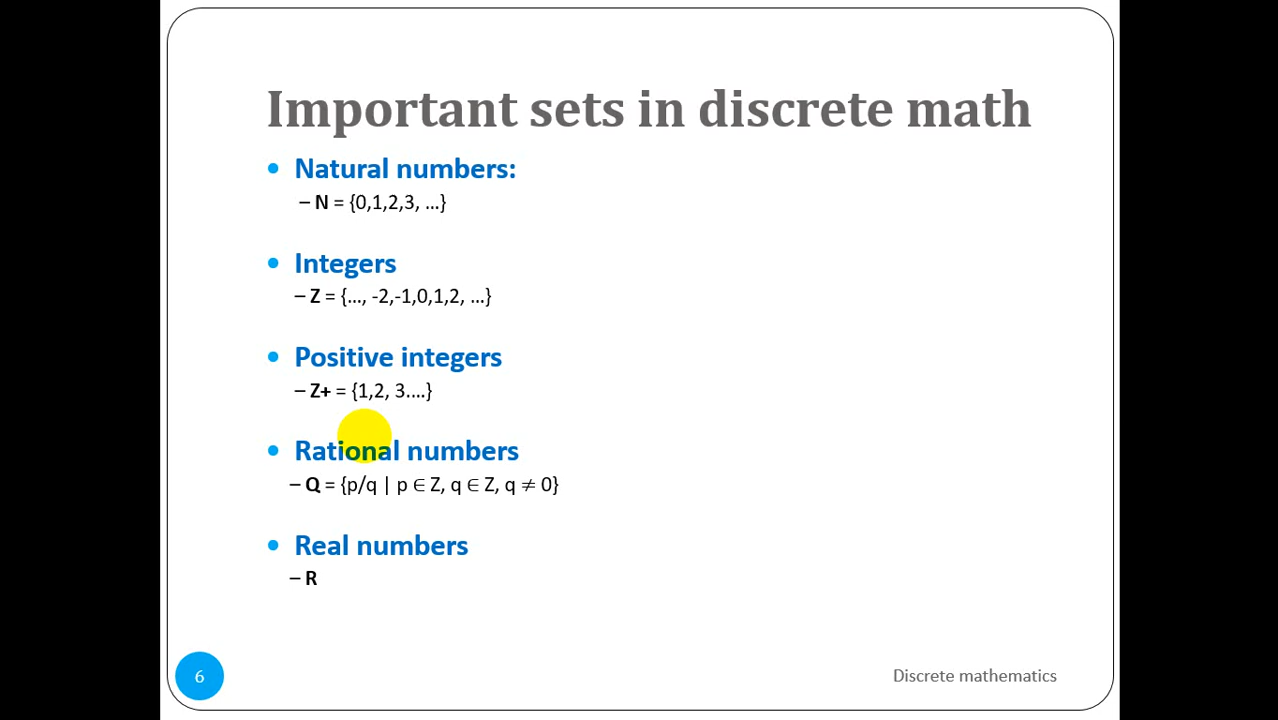 Important sets in discrete math
• Natural numbers:
– N = {0,1,2,3, ...}
• Integers
– Z = {..., -2,-1,0,1,2, ...}
• Positive integers
– Z+ = {1,2, 3....}
• Rational numbers
– Q = {p/q | p ∈ Z, q ∈ Z, q ≠ 0}
• Real numbers
– R
6
Discrete mathematics